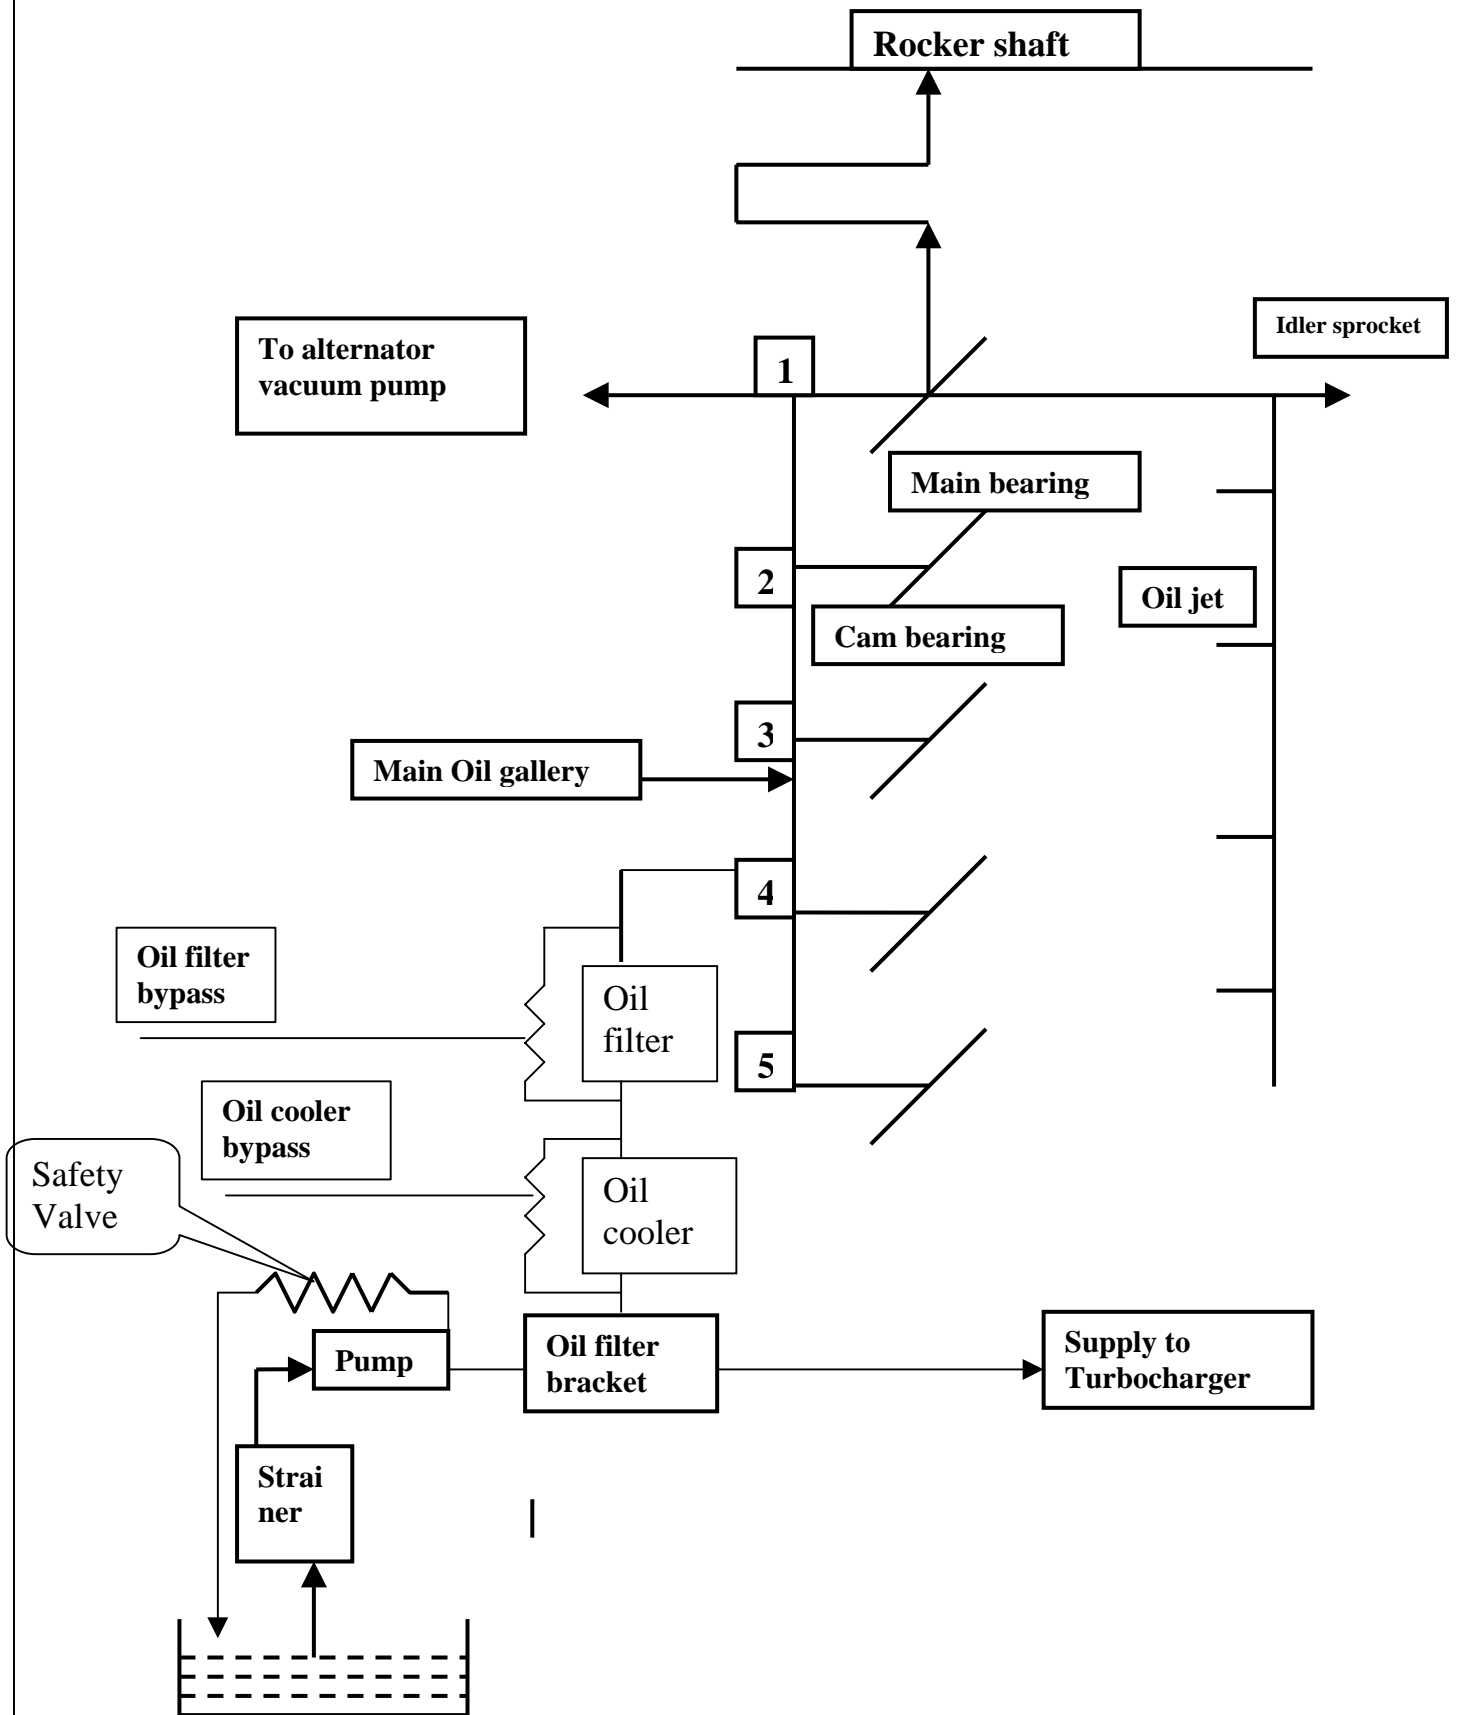 Rocker shaft
Idler sprocket
To alternator
vacuum pump
1
Main bearing
2
Oil jet
Cam bearing
3
Main Oil gallery
4
Oil filter
bypass
Oil
filter
5
Oil cooler
bypass
Safety
Valve
Oil
cooler
Pump
Oil filter
bracket
Supply to
Turbocharger
Strai
ner